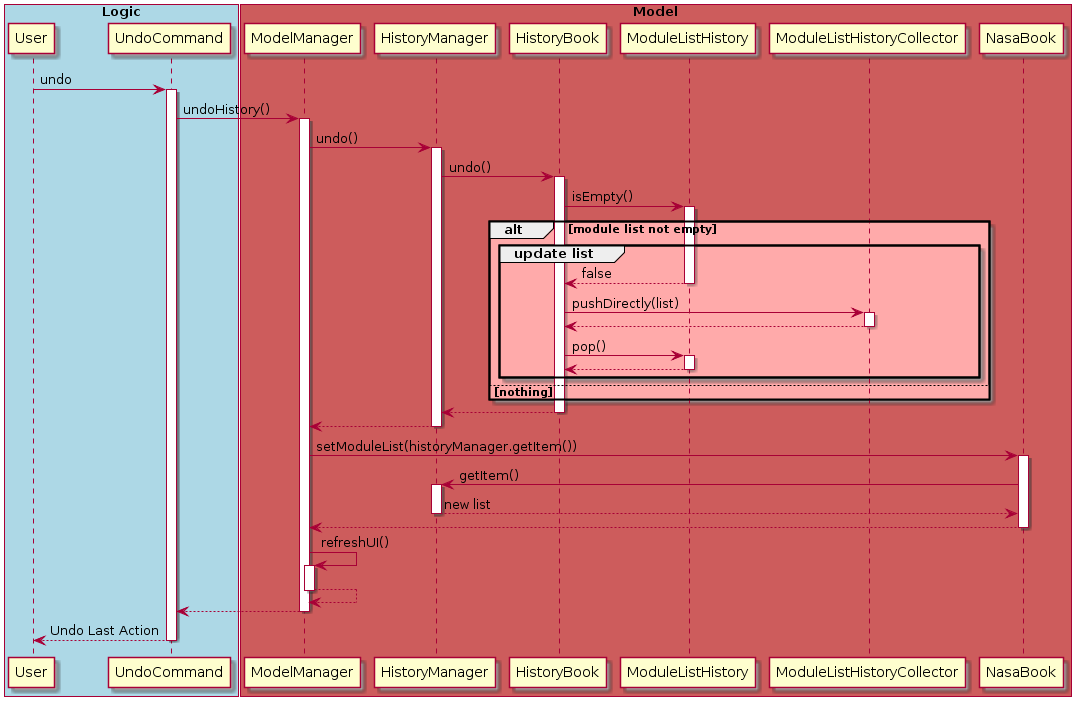 Logic
Model
User
UndoCommand
ModelManager
HistoryManager
HistoryBook
ModuleListHistory
ModuleListHistoryCollector
NasaBook
undo
undoHistory()
undo()
undo()
isEmpty()
alt
[module list not empty]
update list
false
pushDirectly(list)
pop()
[nothing]
setModuleList(historyManager.getItem())
getItem()
new list
refreshUI()
Undo Last Action
User
UndoCommand
ModelManager
HistoryManager
HistoryBook
ModuleListHistory
ModuleListHistoryCollector
NasaBook